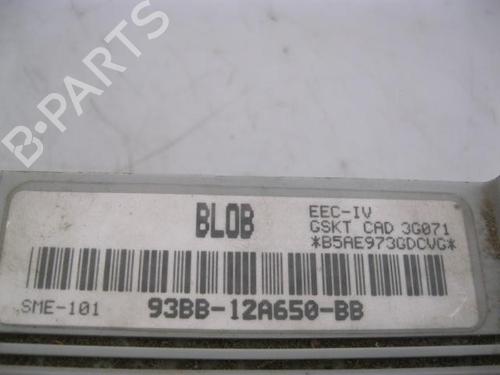 B-PARTS
BLOB
EEC-IV
GSKT CAD 3G071
*B5AE973GDCVG*
SME-101
93BB-12A650-BB